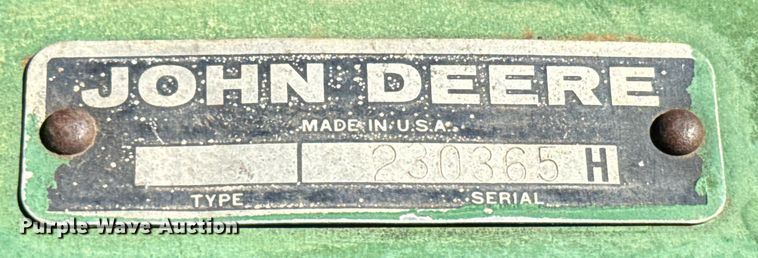 JOHN DEERE
MADE IN U.S.A.
230365 H
TYPE SERIAL
Purple Wave Auction